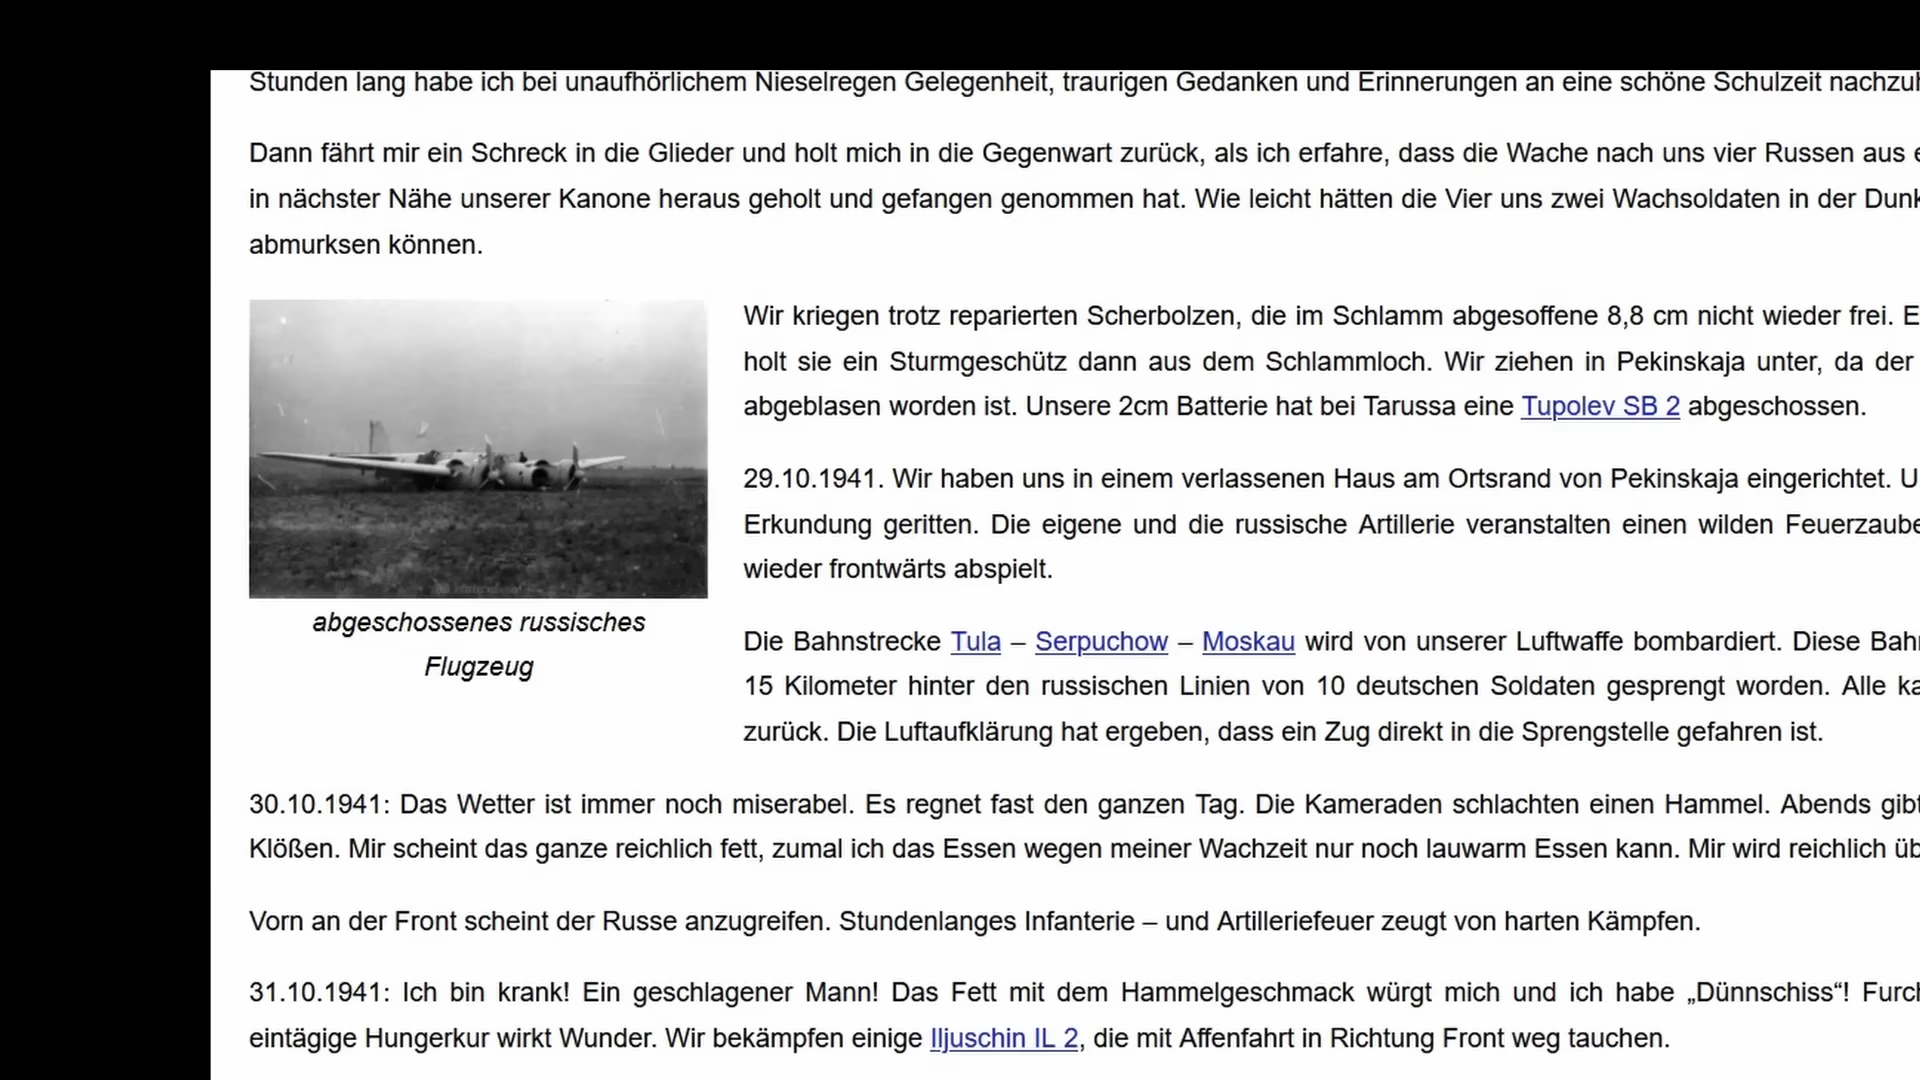 Stunden lang habe ich bei unaufhörlichem Nieselregen Gelegenheit, traurigen Gedanken und Erinnerungen an eine schöne Schulzeit
Dann fährt mir ein Schreck in die Glieder und holt mich in die Gegenwart zurück, als ich erfahre, dass die Wache nach uns vier Russen aus
in nächster Nähe unserer Kanone heraus geholt und gefangen genommen hat. Wie leicht hätten die Vier uns zwei Wachsoldaten in der
abmurksen können.
Wir kriegen trotz reparierten Scherbolzen, die im Schlamm abgesoffene 8,8 cm nicht wieder frei.
holt sie ein Sturmgeschütz dann aus dem Schlammloch. Wir ziehen in Pekinskaja unter, da der
abgeblasen worden ist. Unsere 2cm Batterie hat bei Tarussa eine Tupolev SB 2 abgeschossen.
29.10.1941. Wir haben uns in einem verlassenen Haus am Ortsrand von Pekinskaja eingerichtet.
Erkundung geritten. Die eigene und die russische Artillerie veranstalten einen wilden
wieder frontwärts abspielt.
abgeschossenes russisches
Flugzeug
Die Bahnstrecke Tula – Serpuchow – Moskau wird von unserer Luftwaffe bombardiert. Diese
15 Kilometer hinter den russischen Linien von 10 deutschen Soldaten gesprengt worden. Alle
zurück. Die Luftaufklärung hat ergeben, dass ein Zug direkt in die Sprengstelle gefahren ist.
30.10.1941: Das Wetter ist immer noch miserabel. Es regnet fast den ganzen Tag. Die Kameraden schlachten einen Hammel. Abends
Klößen. Mir scheint das ganze reichlich fett, zumal ich das Essen wegen meiner Wachzeit nur noch lauwarm Essen kann. Mir wird reichlich
Vorn an der Front scheint der Russe anzugreifen. Stundenlanges Infanterie – und Artilleriefeuer zeugt von harten Kämpfen.
31.10.1941: Ich bin krank! Ein geschlagener Mann! Das Fett mit dem Hammelgeschmack würgt mich und ich habe „Dünnschiss“!
eintägige Hungerkur wirkt Wunder. Wir bekämpfen einige Iljuschin IL 2, die mit Affenfahrt in Richtung Front weg tauchen.